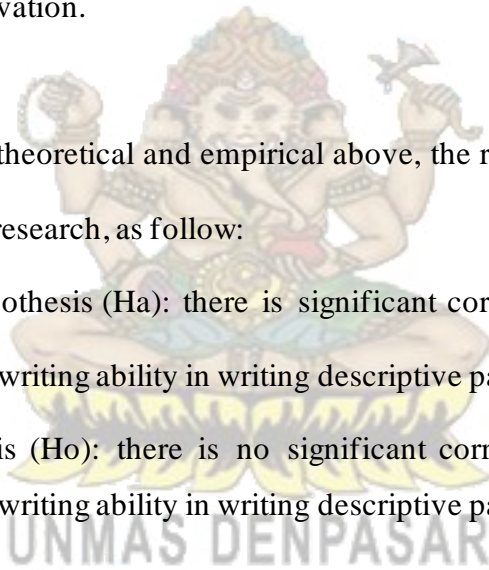 vation.
theoretical and empirical above, the r
research, as follow:
othesis (Ha): there is significant cor
writing ability in writing descriptive pa
is (Ho): there is no significant corr
writing ability in writing descriptive pa
UNMAS DENPASAR